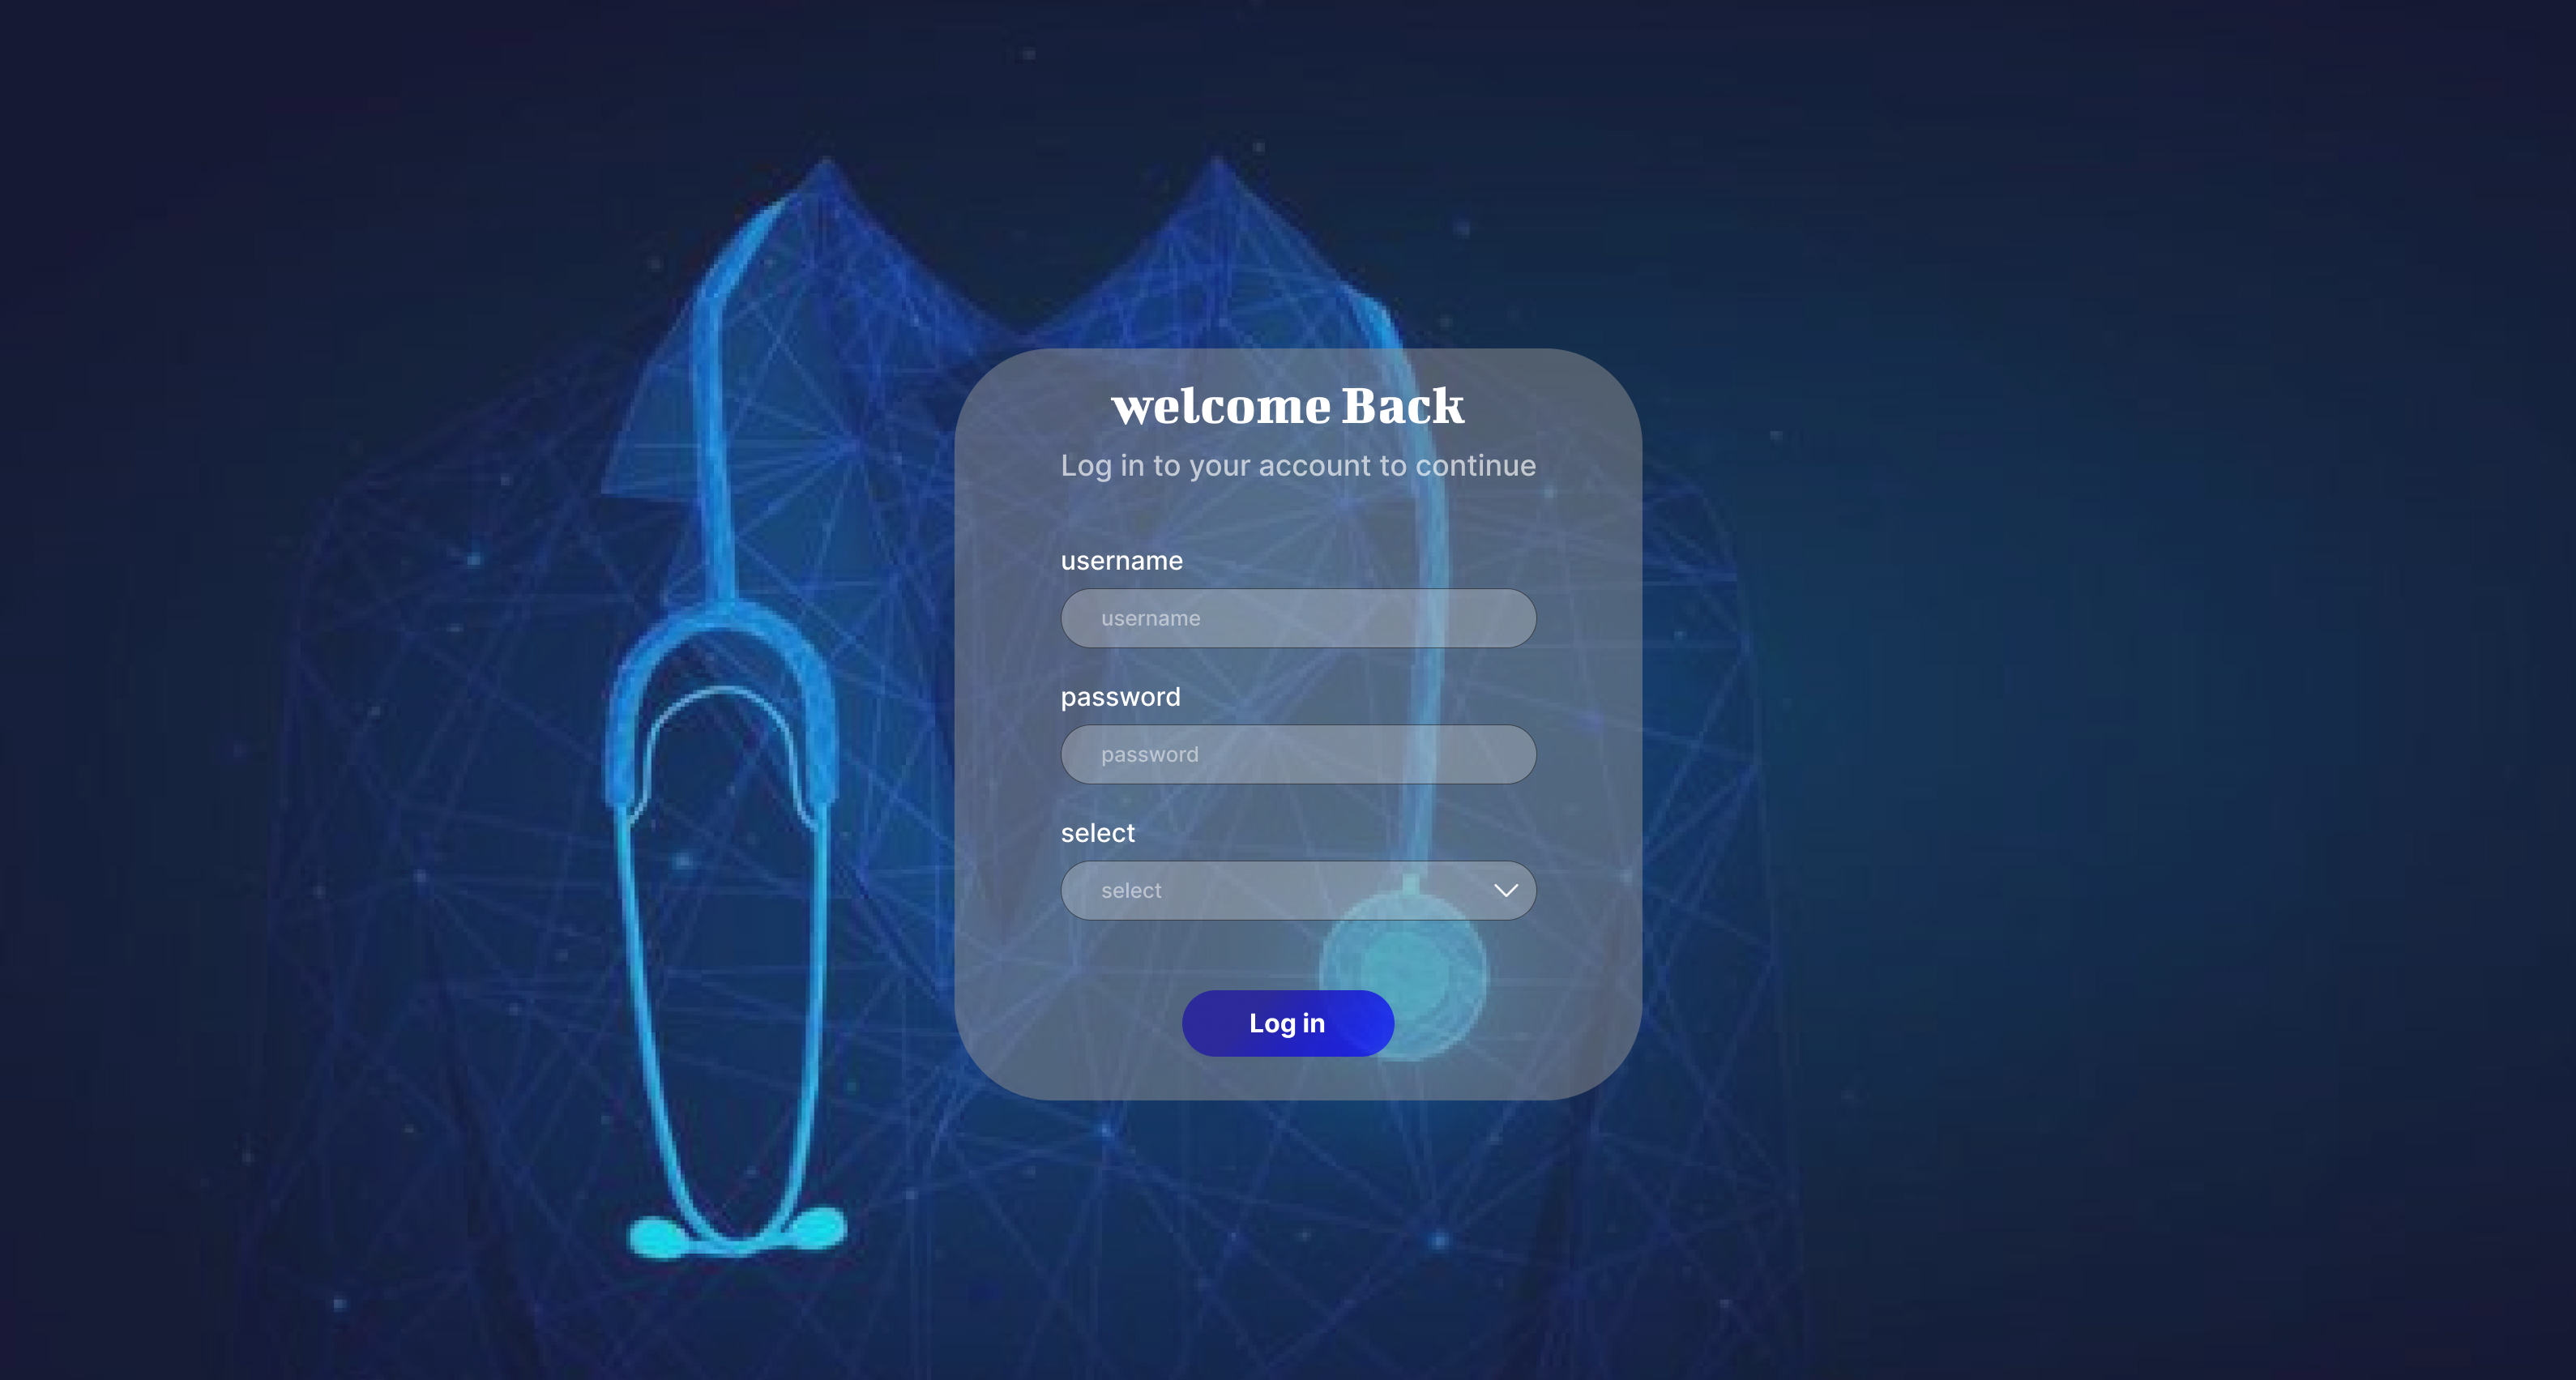 welcome Back
Log in to your account to continue
username
username
password
password
select
select
Log in